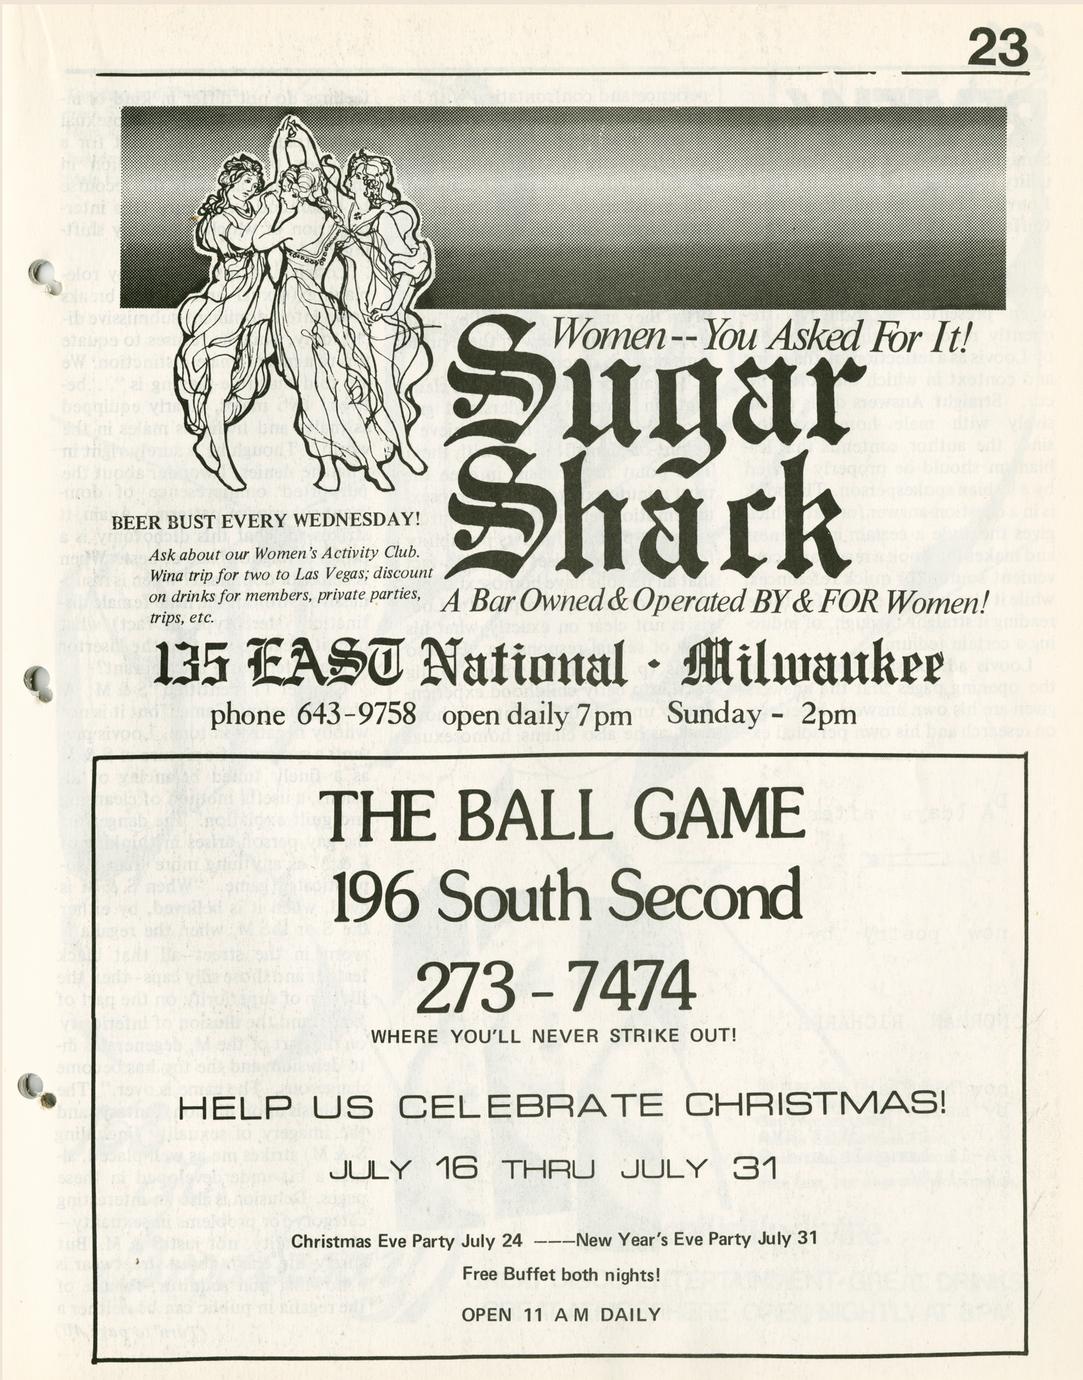 23
Women -- You Asked For It!
Sugar
Shack
BEER BUST EVERY WEDNESDAY!
Ask about our Women's Activity Club.
Wina trip for two to Las Vegas; discount
on drinks for members, private parties,
trips, etc.
A Bar Owned & Operated BY & FOR Women!
135 EAST National · Milwaukee
phone 643-9758 open daily 7pm Sunday - 2pm
THE BALL GAME
196 South Second
273 - 7474
WHERE YOU'LL NEVER STRIKE OUT!
HELP US CELEBRATE CHRISTMAS!
JULY 16 THRU JULY 31
Christmas Eve Party July 24 ———New Year's Eve Party July 31
Free Buffet both nights!
OPEN 11 AM DAILY